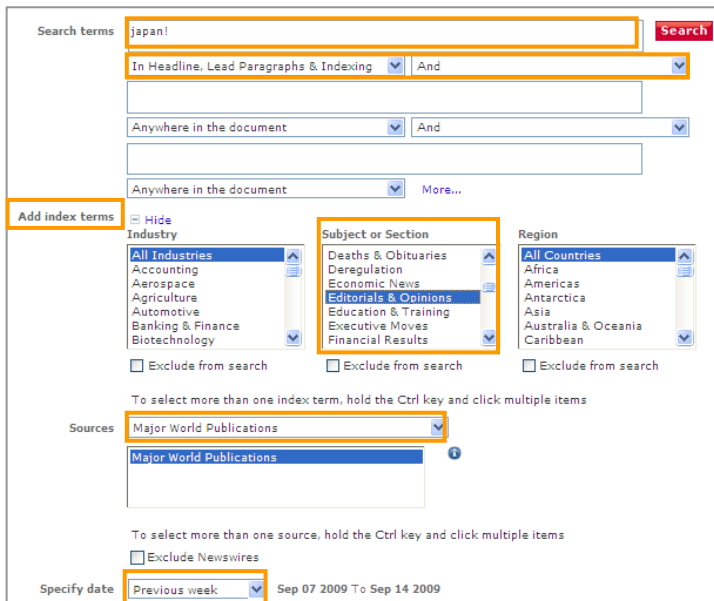 Search terms japan! Search
In Headline, Lead Paragraphs & Indexing And
Anywhere in the document And
Anywhere in the document More...
Add index terms Hide
Industry Subject or Section Region
All Industries Deaths & Obituaries All Countries
Accounting Deregulation Africa
Aerospace Economic News Americas
Agriculture Editorials & Opinions Antarctica
Automotive Education & Training Asia
Banking & Finance Executive Moves Australia & Oceania
Biotechnology Financial Results Caribbean
Exclude from search Exclude from search Exclude from search
To select more than one index term, hold the Ctrl key and click multiple items
Sources Major World Publications
Major World Publications
To select more than one source, hold the Ctrl key and click multiple items
Exclude Newswires
Specify date Previous week Sep 07 2009 To Sep 14 2009